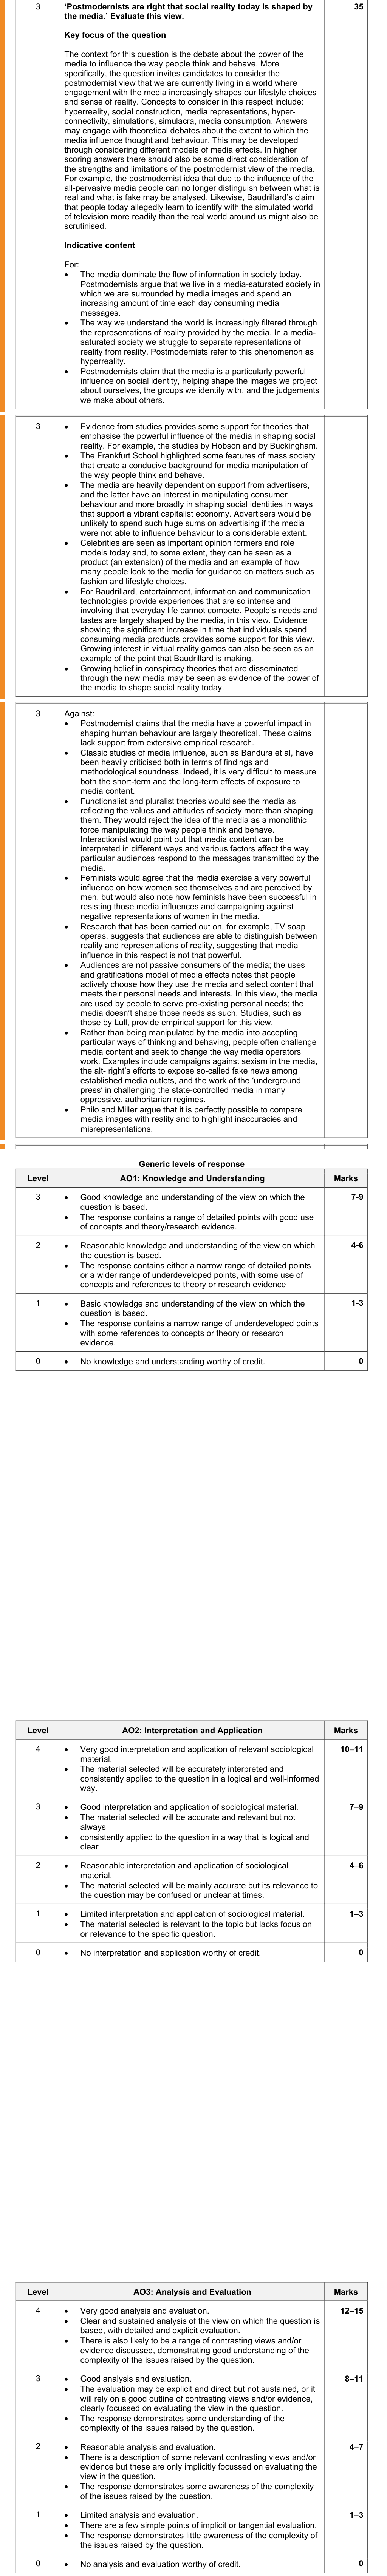 3
'Postmodernists are right that social reality today is shaped by
35
the media.' Evaluate this view.
Key focus of the question
The context for this question is the debate about the power of the
media to influence the way people think and behave. More
specifically, the question invites candidates to consider the
postmodernist view that we are currently living in a world where
engagement with the media increasingly shapes our lifestyle choices
and sense of reality. Concepts to consider in this respect include:
hyperreality, social construction, media representations, hyper-
connectivity, simulations, simulacra, media consumption. Answers
may engage with theoretical debates about the extent to which the
media influence thought and behaviour. This may be developed
through considering different models of media effects. In higher
scoring answers there should also be some direct consideration of
the strengths and limitations of the postmodernist view of the media.
For example, the postmodernist idea that due to the influence of the
all-pervasive media people can no longer distinguish between what is
real and what is fake may be analysed. Likewise, Baudrillard's claim
that people today allegedly learn to identify with the simulated world
of television more readily than the real world around us might also be
scrutinised.
Indicative content
For:
• The media dominate the flow of information in society today.
Postmodernists argue that we live in a media-saturated society in
which we are surrounded by media images and spend an
increasing amount of time each day consuming media
messages.
• The way we understand the world is increasingly filtered through
the representations of reality provided by the media. In a media-
saturated society we struggle to separate representations of
reality from reality. Postmodernists refer to this phenomenon as
hyperreality.
• Postmodernists claim that the media is a particularly powerful
influence on social identity, helping shape the images we project
about ourselves, the groups we identity with, and the judgements
we make about others.
3
• Evidence from studies provides some support for theories that
emphasise the powerful influence of the media in shaping social
reality. For example, the studies by Hobson and by Buckingham.
• The Frankfurt School highlighted some features of mass society
that create a conducive background for media manipulation of
the way people think and behave.
• The media are heavily dependent on support from advertisers,
and the latter have an interest in manipulating consumer
behaviour and more broadly in shaping social identities in ways
that support a vibrant capitalist economy. Advertisers would be
unlikely to spend such huge sums on advertising if the media
were not able to influence behaviour to a considerable extent.
• Celebrities are seen as important opinion formers and role
models today and, to some extent, they can be seen as a
product (an extension) of the media and an example of how
many people look to the media for guidance on matters such as
fashion and lifestyle choices.
• For Baudrillard, entertainment, information and communication
technologies provide experiences that are so intense and
involving that everyday life cannot compete. People's needs and
tastes are largely shaped by the media, in this view. Evidence
showing the significant increase in time that individuals spend
consuming media products provides some support for this view.
Growing interest in virtual reality games can also be seen as an
example of the point that Baudrillard is making.
• Growing belief in conspiracy theories that are disseminated
through the new media may be seen as evidence of the power of
the media to shape social reality today.
3
Against:
• Postmodernist claims that the media have a powerful impact in
shaping human behaviour are largely theoretical. These claims
lack support from extensive empirical research.
• Classic studies of media influence, such as Bandura et al, have
been heavily criticised both in terms of findings and
methodological soundness. Indeed, it is very difficult to measure
both the short-term and the long-term effects of exposure to
media content.
• Functionalist and pluralist theories would see the media as
reflecting the values and attitudes of society more than shaping
them. They would reject the idea of the media as a monolithic
force manipulating the way people think and behave.
Interactionist would point out that media content can be
interpreted in different ways and various factors affect the way
particular audiences respond to the messages transmitted by the
media.
• Feminists would agree that the media exercise a very powerful
influence on how women see themselves and are perceived by
men, but would also note how feminists have been successful in
resisting those media influences and campaigning against
negative representations of women in the media.
• Research that has been carried out on, for example, TV soap
operas, suggests that audiences are able to distinguish between
reality and representations of reality, suggesting that media
influence in this respect is not that powerful.
• Audiences are not passive consumers of the media; the uses
and gratifications model of media effects notes that people
actively choose how they use the media and select content that
meets their personal needs and interests. In this view, the media
are used by people to serve pre-existing personal needs; the
media doesn't shape those needs as such. Studies, such as
those by Lull, provide empirical support for this view.
• Rather than being manipulated by the media into accepting
particular ways of thinking and behaving, people often challenge
media content and seek to change the way media operators
work. Examples include campaigns against sexism in the media,
the alt- right's efforts to expose so-called fake news among
established media outlets, and the work of the 'underground
press' in challenging the state-controlled media in many
oppressive, authoritarian regimes.
• Philo and Miller argue that it is perfectly possible to compare
media images with reality and to highlight inaccuracies and
misrepresentations.
Generic levels of response
Level
AO1: Knowledge and Understanding
Marks
3
• Good knowledge and understanding of the view on which the
7-9
question is based.
• The response contains a range of detailed points with good use
of concepts and theory/research evidence.
2
• Reasonable knowledge and understanding of the view on which
4-6
the question is based.
• The response contains either a narrow range of detailed points
or a wider range of underdeveloped points, with some use of
concepts and references to theory or research evidence
1
• Basic knowledge and understanding of the view on which the
1-3
question is based.
• The response contains a narrow range of underdeveloped points
with some references to concepts or theory or research
evidence.
0
• No knowledge and understanding worthy of credit.
0
Level
AO2: Interpretation and Application
Marks
4
• Very good interpretation and application of relevant sociological
10–11
material.
• The material selected will be accurately interpreted and
consistently applied to the question in a logical and well-informed
way.
3
• Good interpretation and application of sociological material.
7–9
• The material selected will be accurate and relevant but not
always
• consistently applied to the question in a way that is logical and
clear
2
• Reasonable interpretation and application of sociological
4–6
material.
• The material selected will be mainly accurate but its relevance to
the question may be confused or unclear at times.
1
• Limited interpretation and application of sociological material.
1–3
• The material selected is relevant to the topic but lacks focus on
or relevance to the specific question.
0
• No interpretation and application worthy of credit.
0
Level
AO3: Analysis and Evaluation
Marks
4
• Very good analysis and evaluation.
12–15
• Clear and sustained analysis of the view on which the question is
based, with detailed and explicit evaluation.
• There is also likely to be a range of contrasting views and/or
evidence discussed, demonstrating good understanding of the
complexity of the issues raised by the question.
3
• Good analysis and evaluation.
8–11
• The evaluation may be explicit and direct but not sustained, or it
will rely on a good outline of contrasting views and/or evidence,
clearly focussed on evaluating the view in the question.
• The response demonstrates some understanding of the
complexity of the issues raised by the question.
2
• Reasonable analysis and evaluation.
4–7
• There is a description of some relevant contrasting views and/or
evidence but these are only implicitly focussed on evaluating the
view in the question.
• The response demonstrates some awareness of the complexity
of the issues raised by the question.
1
• Limited analysis and evaluation.
1–3
• There are a few simple points of implicit or tangential evaluation.
• The response demonstrates little awareness of the complexity of
the issues raised by the question.
0
• No analysis and evaluation worthy of credit.
0